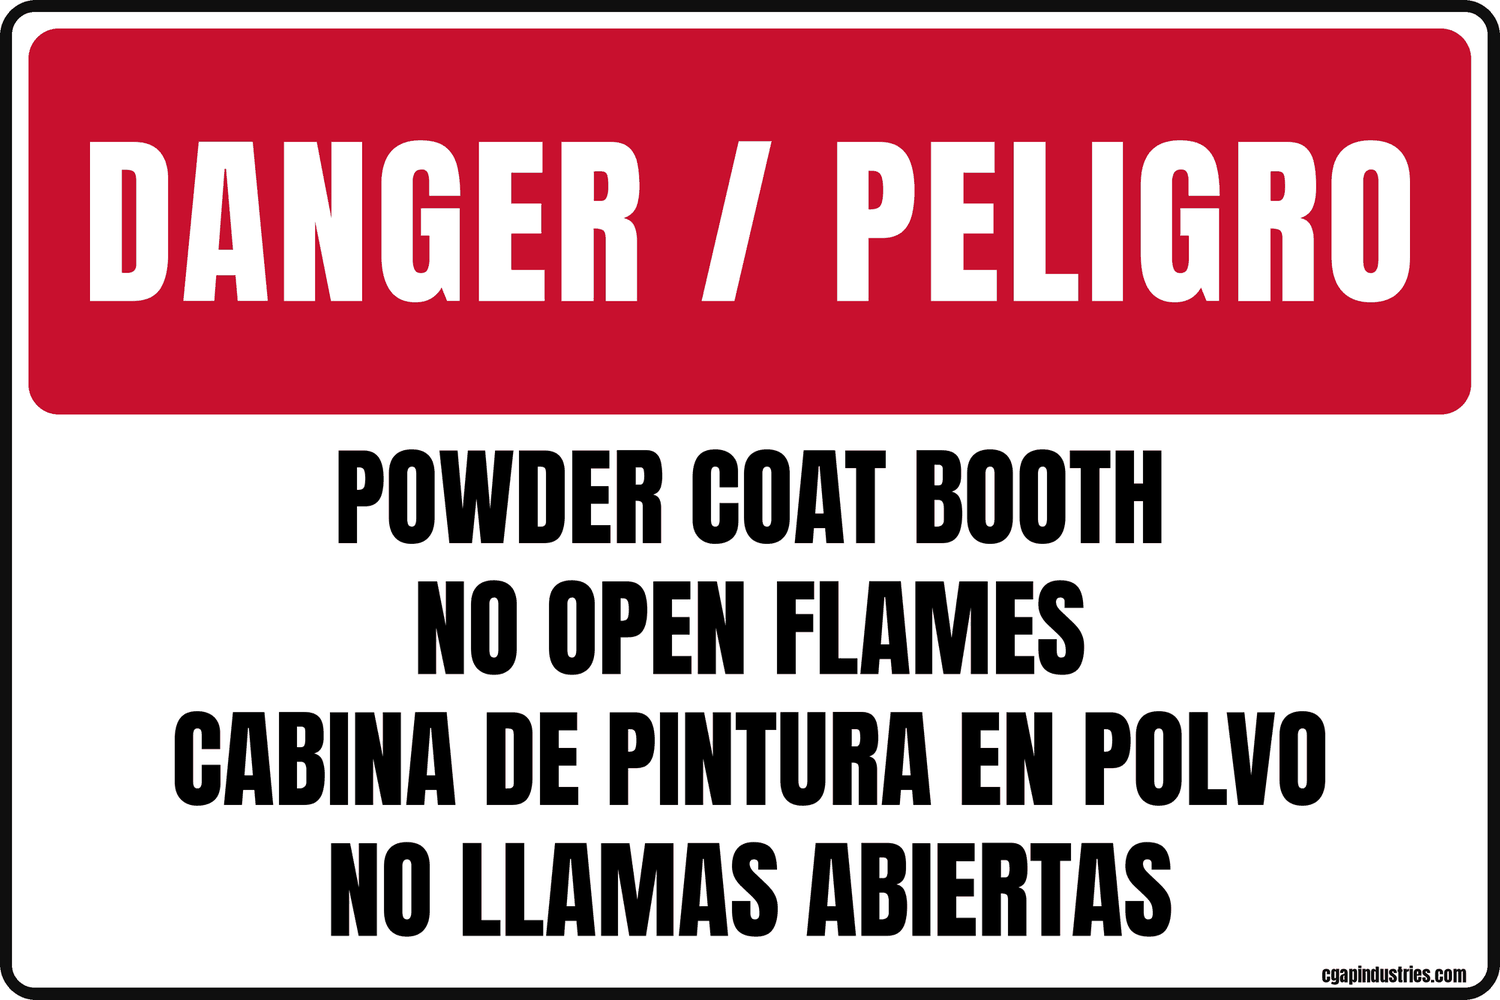 DANGER / PELIGRO
POWDER COAT BOOTH
NO OPEN FLAMES
CABINA DE PINTURA EN POLVO
NO LLAMAS ABIERTAS
cgapindustries.com